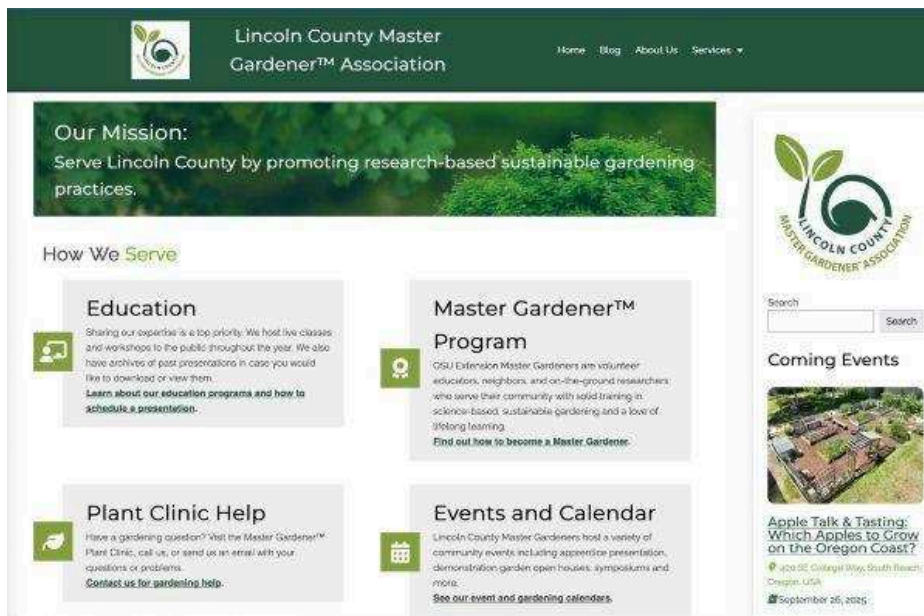 Lincoln County Master
Gardener™ Association
Home Blog About Us Services
Our Mission:
Serve Lincoln County by promoting research-based sustainable gardening
practices.
How We Serve
Education
Sharing our expertise is a top priority. We host live classes
and workshops to the public throughout the year. We also
have archives of past presentations in case you would
like to download or view them.
Learn about our education programs and how to
schedule a presentation.
Master Gardener™
Program
OSU Extension Master Gardeners are volunteer
educators, neighbors, and on-the-ground researchers
who serve their community with solid training in
science-based, sustainable gardening and a love of
lifelong learning.
Find out how to become a Master Gardener.
Plant Clinic Help
Have a gardening question? Visit the Master Gardener™
Plant Clinic, call us, or send us an email with your
questions or problems.
Contact us for gardening help.
Events and Calendar
Lincoln County Master Gardeners host a variety of
community events including apprentice presentation,
demonstration garden open houses, symposiums and
more.
See our event and gardening calendars.
LINCOLN COUNTY
MASTER GARDENER™ ASSOCIATION
Search
Search
Coming Events
Apple Talk & Tasting:
Which Apples to Grow
on the Oregon Coast?
400 SE College Way, South Beach,
Oregon, USA
September 26, 2025